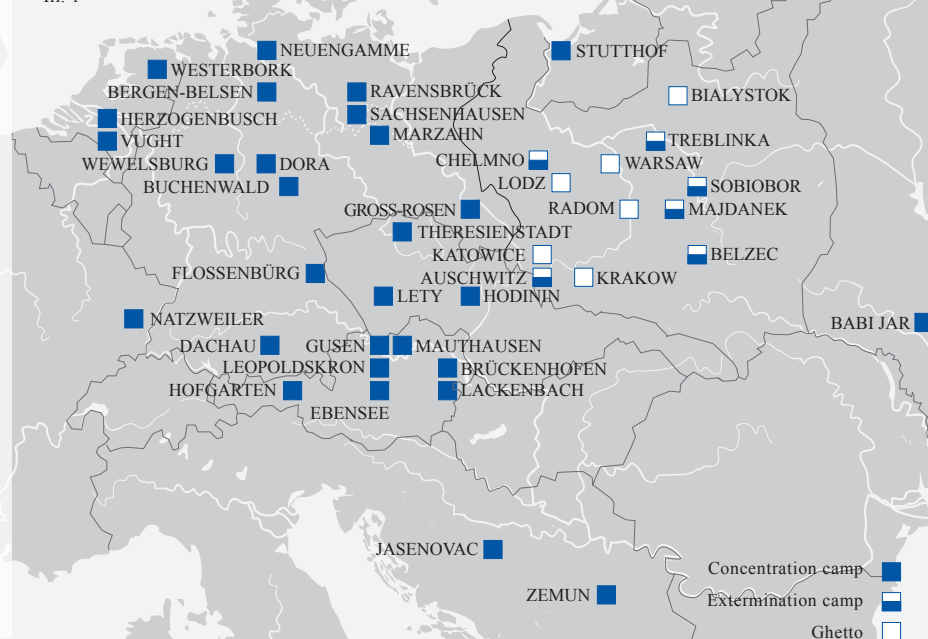 NEUENGAMME
STUTTHOF
WESTERBORK
BERGEN-BELSEN
RAVENSBRÜCK
BIALYSTOK
HERZOGENBUSCH
SACHSENHAUSEN
VUGHT
MARZAHN
TREBLINKA
WEWELSBURG
DORA
CHELMNO
WARSAW
BUCHENWALD
LODZ
SOBIOBOR
GROSS-ROSEN
RADOM
MAJDANEK
THERESIENSTADT
KATOWICE
BELZEC
FLOSSENBÜRG
AUSCHWITZ
KRAKOW
LETY
HODININ
NATZWEILER
BABI JAR
DACHAU
GUSEN
MAUTHAUSEN
LEOPOLDSKRON
BRÜCKENHOFEN
HOFGARTEN
LACKENBACH
EBENSEE
JASENOVAC
ZEMUN
Concentration camp
Extermination camp
Ghetto